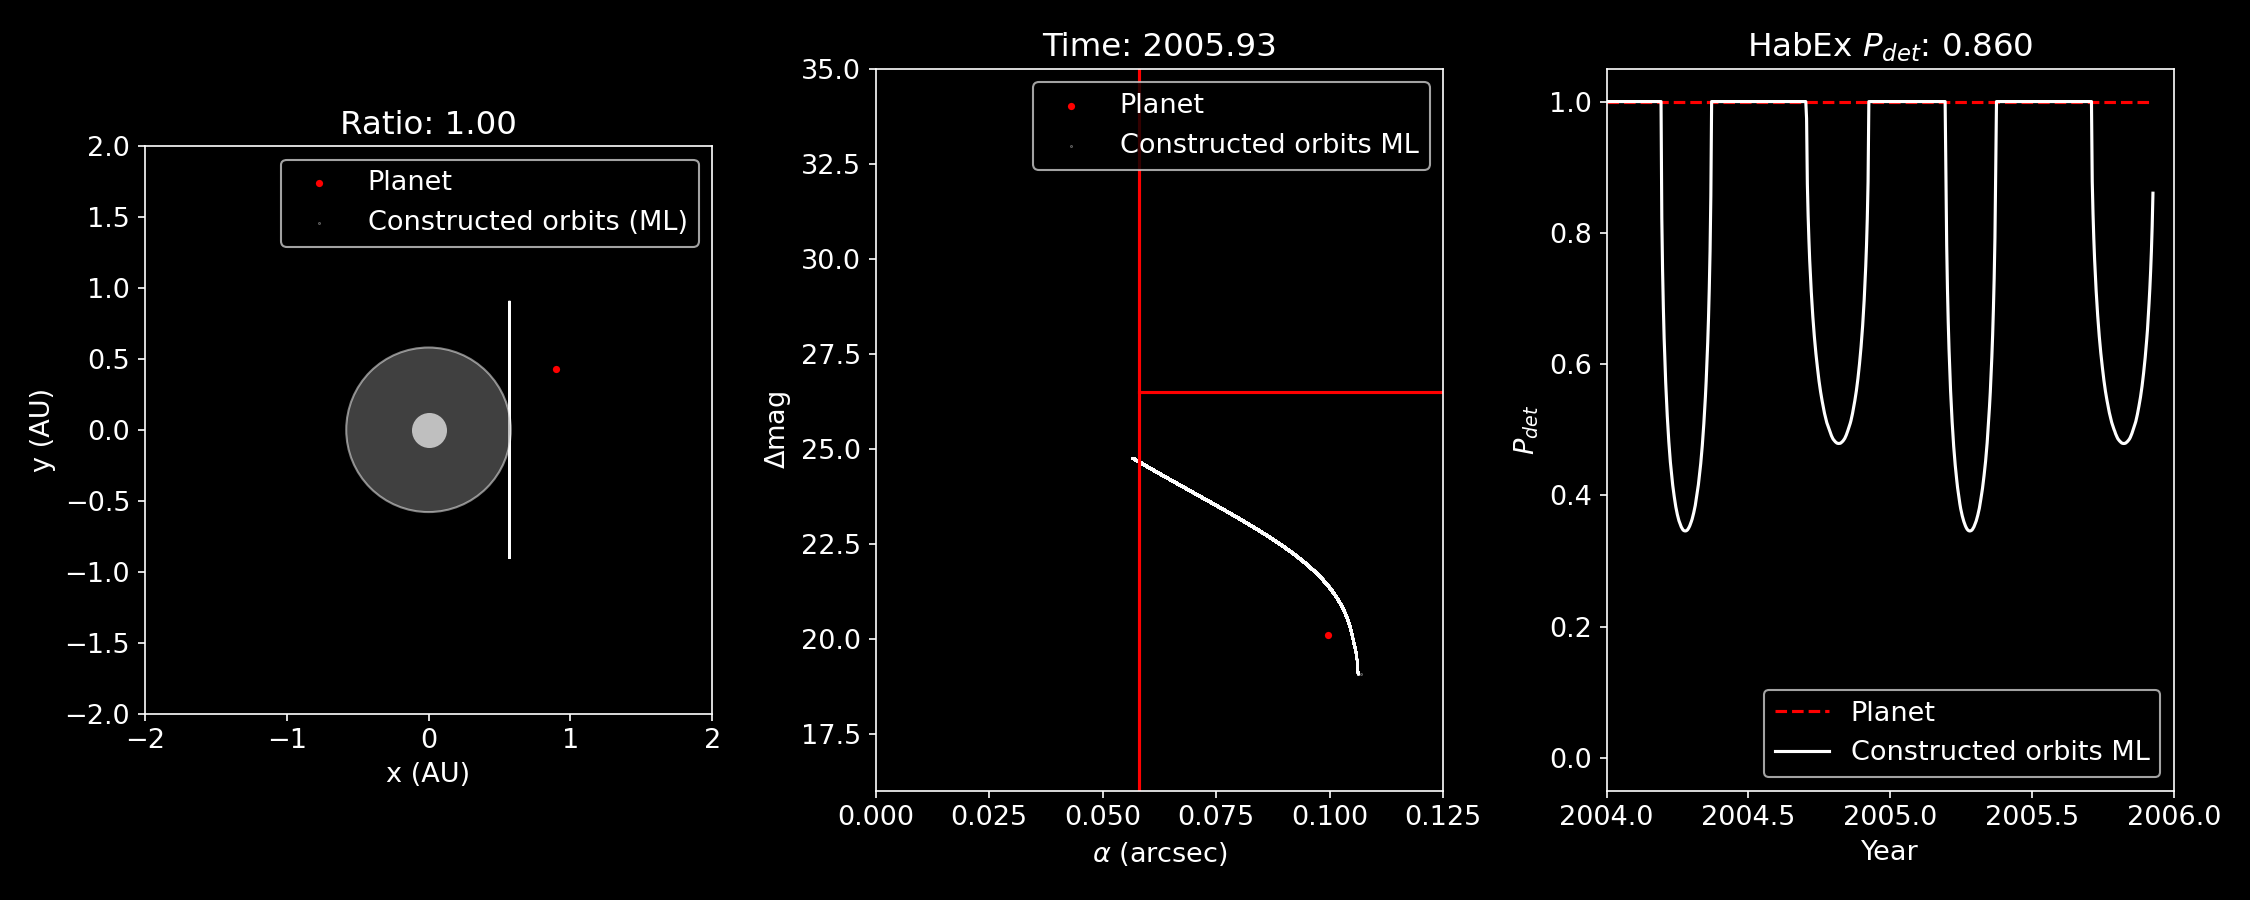 Ratio: 1.00
2.0
1.5
1.0
0.5
0.0
−0.5
−1.0
−1.5
−2.0
y (AU)
Planet
Constructed orbits (ML)
−2
−1
0
1
2
x (AU)
Time: 2005.93
35.0
32.5
30.0
27.5
25.0
22.5
20.0
17.5
Δmag
Planet
Constructed orbits ML
0.000
0.025
0.050
0.075
0.100
0.125
α (arcsec)
HabEx P_det: 0.860
1.0
0.8
0.6
0.4
0.2
0.0
P_det
Planet
Constructed orbits ML
2004.0
2004.5
2005.0
2005.5
2006.0
Year